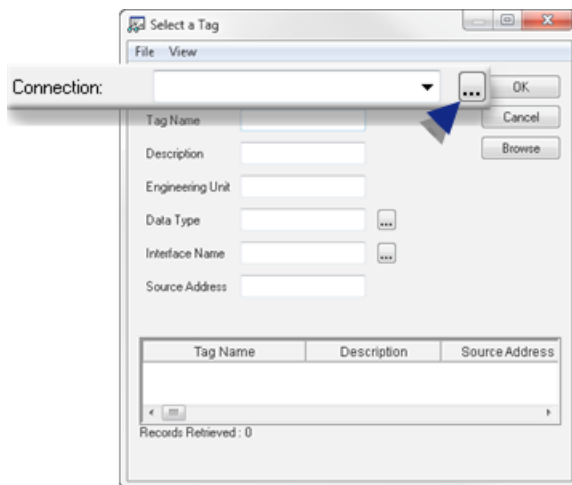 Select a Tag
File View
Connection: ... OK
Tag Name Cancel
Description Browse
Engineering Unit
Data Type ...
Interface Name ...
Source Address
Tag Name Description Source Address
Records Retrieved : 0